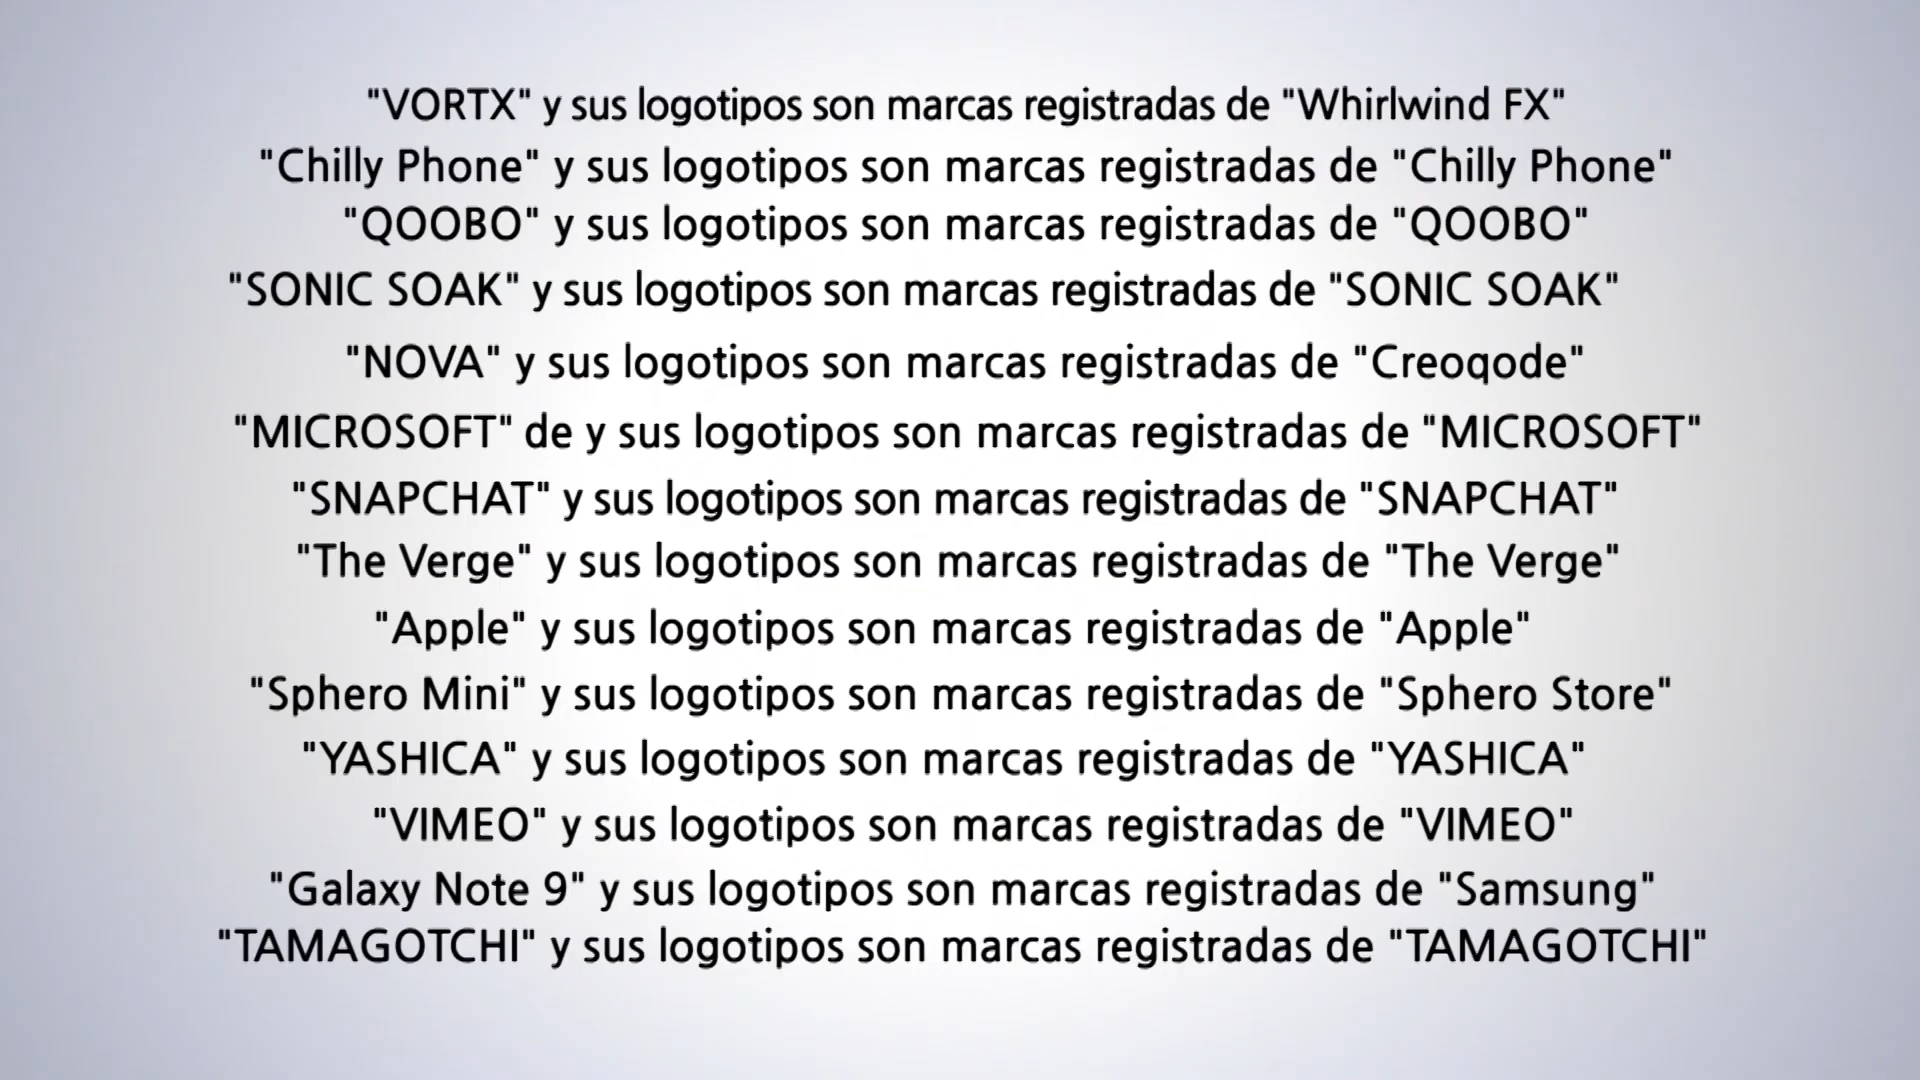 "VORTX" y sus logotipos son marcas registradas de "Whirlwind FX"
"Chilly Phone" y sus logotipos son marcas registradas de "Chilly Phone"
"QOOBO" y sus logotipos son marcas registradas de "QOOBO"
"SONIC SOAK" y sus logotipos son marcas registradas de "SONIC SOAK"
"NOVA" y sus logotipos son marcas registradas de "Creoqode"
"MICROSOFT" de y sus logotipos son marcas registradas de "MICROSOFT"
"SNAPCHAT" y sus logotipos son marcas registradas de "SNAPCHAT"
"The Verge" y sus logotipos son marcas registradas de "The Verge"
"Apple" y sus logotipos son marcas registradas de "Apple"
"Sphero Mini" y sus logotipos son marcas registradas de "Sphero Store"
"YASHICA" y sus logotipos son marcas registradas de "YASHICA"
"VIMEO" y sus logotipos son marcas registradas de "VIMEO"
"Galaxy Note 9" y sus logotipos son marcas registradas de "Samsung"
"TAMAGOTCHI" y sus logotipos son marcas registradas de "TAMAGOTCHI"